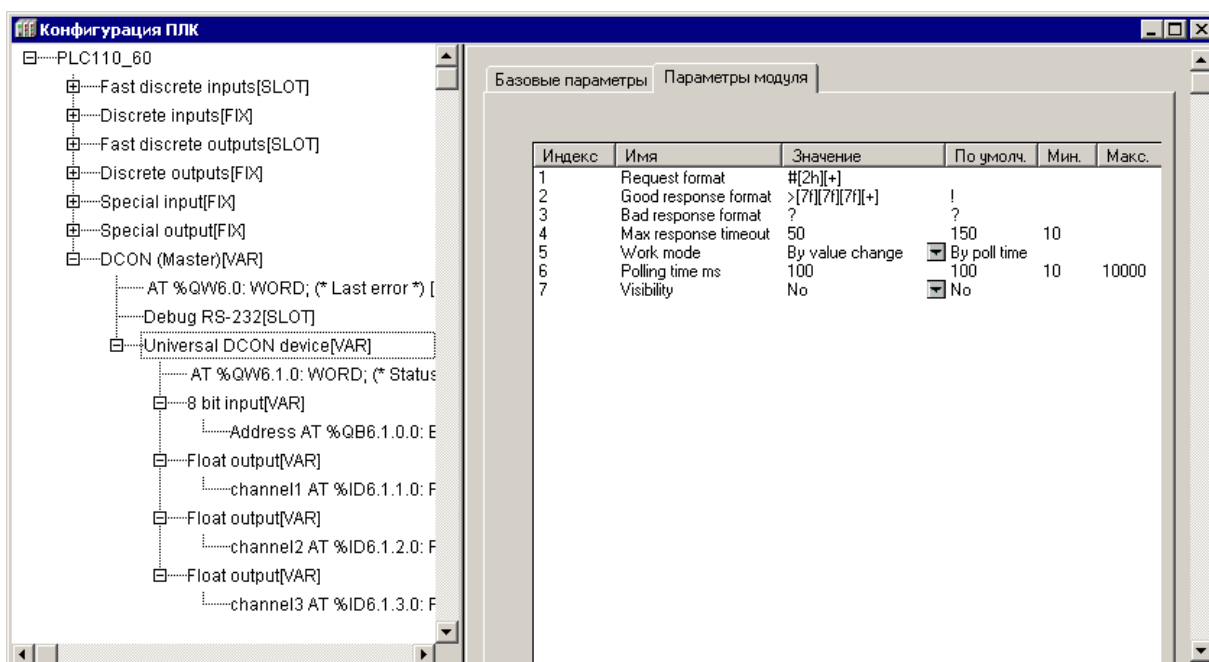 Конфигурация ПЛК
PLC110_60
Fast discrete inputs[SLOT]
Discrete inputs[FIX]
Fast discrete outputs[SLOT]
Discrete outputs[FIX]
Special input[FIX]
Special output[FIX]
DCON (Master)[VAR]
AT %QW6.0: WORD; (* Last error *) [
Debug RS-232[SLOT]
Universal DCON device[VAR]
AT %QW6.1.0: WORD; (* Status
8 bit input[VAR]
Address AT %QB6.1.0.0:
Float output[VAR]
channel1 AT %ID6.1.1.0:
Float output[VAR]
channel2 AT %ID6.1.2.0:
Float output[VAR]
channel3 AT %ID6.1.3.0:
Базовые параметры Параметры модуля
Индекс Имя Значение По умолч. Мин. Макс.
1 Request format #[2h][+]
2 Good response format >[7f][7f][7f][+] !
3 Bad response format ? ?
4 Max response timeout 50 150 10
5 Work mode By value change By poll time
6 Polling time ms 100 100 10 10000
7 Visibility No No